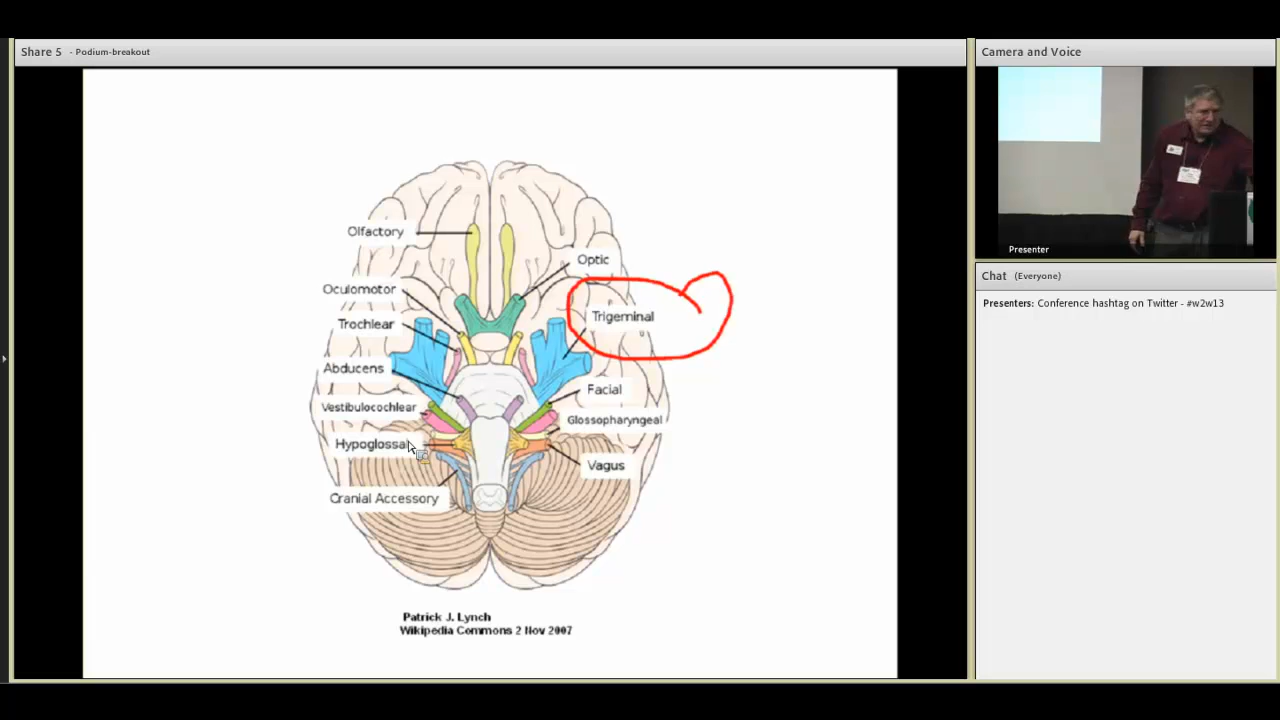 Share 5 - Podium-breakout
Olfactory
Optic
Oculomotor
Trigeminal
Trochlear
Abducens
Facial
Vestibulocochlear
Glossopharyngeal
Hypoglossal
Vagus
Cranial Accessory
Patrick J. Lynch
Wikipedia Commons 2 Nov 2007
Camera and Voice
Presenter
Chat (Everyone)
Presenters: Conference hashtag on Twitter - #w2w13